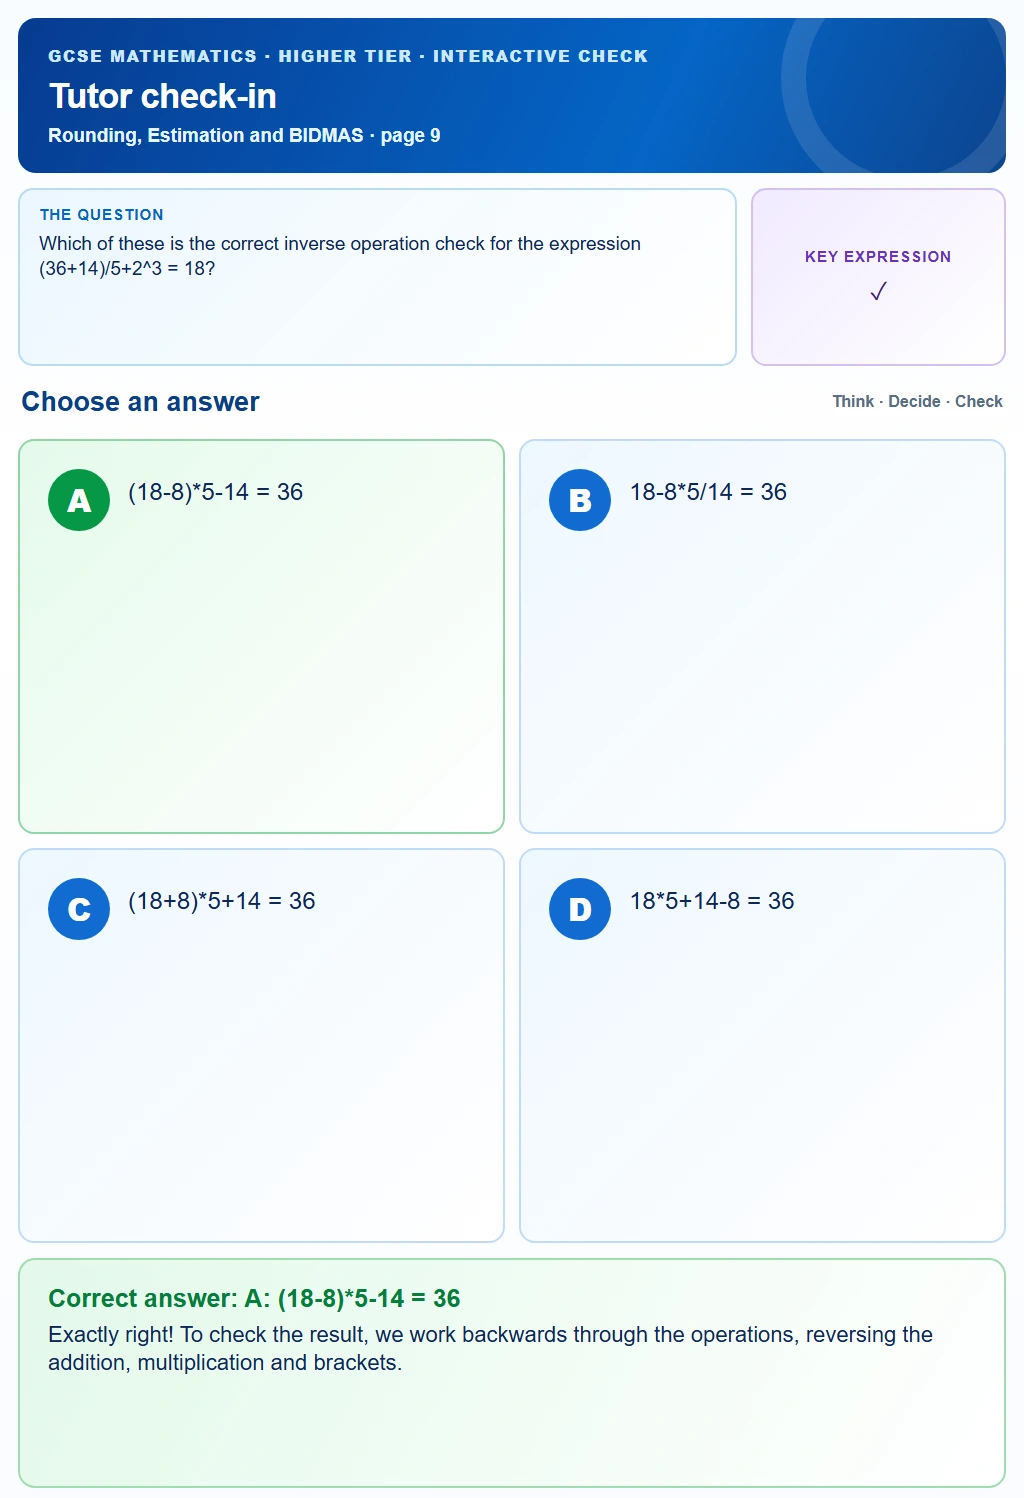 GCSE MATHEMATICS · HIGHER TIER · INTERACTIVE CHECK
Tutor check-in
Rounding, Estimation and BIDMAS · page 9
THE QUESTION
Which of these is the correct inverse operation check for the expression
(36+14)/5+2^3 = 18?
KEY EXPRESSION
✓
Choose an answer
Think · Decide · Check
A
(18-8)*5-14 = 36
B
18-8*5/14 = 36
C
(18+8)*5+14 = 36
D
18*5+14-8 = 36
Correct answer: A: (18-8)*5-14 = 36
Exactly right! To check the result, we work backwards through the operations, reversing the
addition, multiplication and brackets.